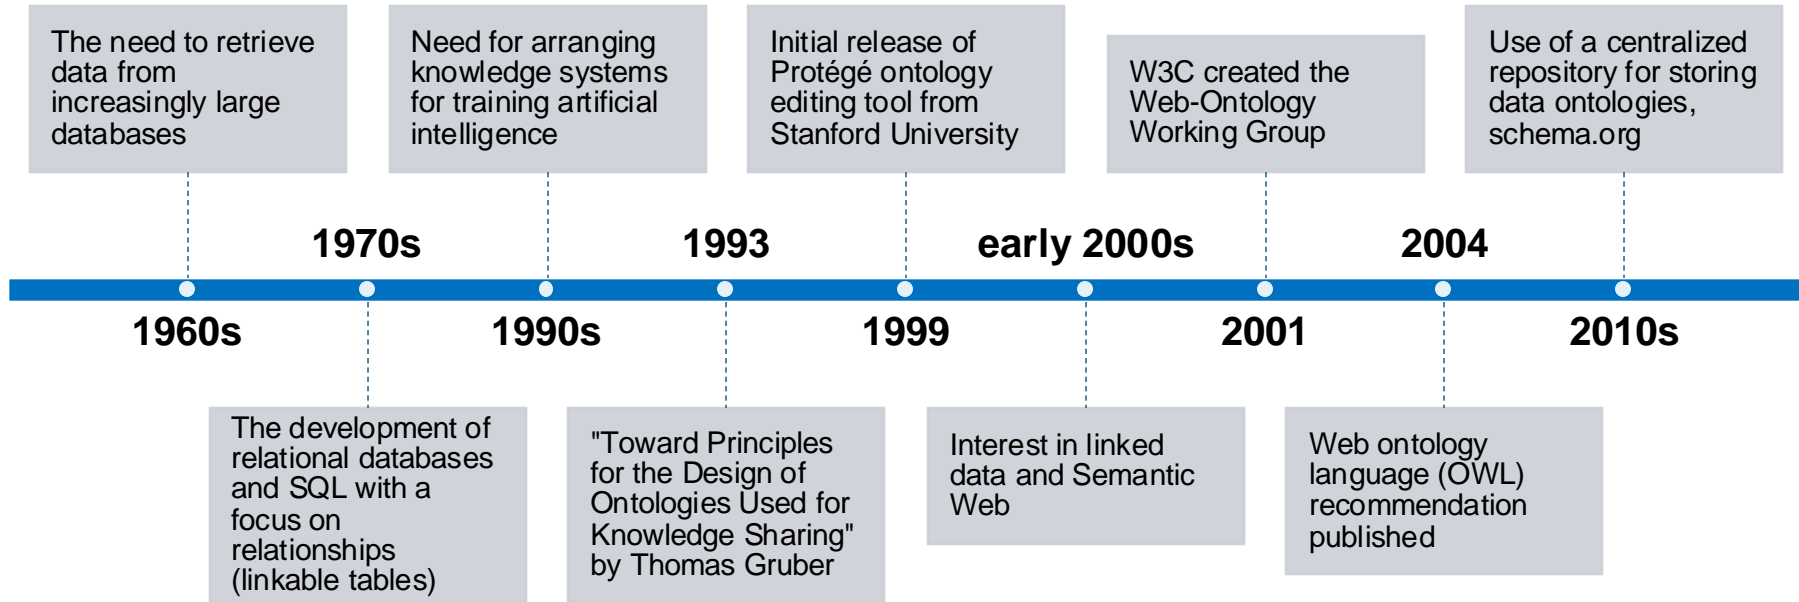 The need to retrieve
data from
increasingly large
databases
Need for arranging
knowledge systems
for training artificial
intelligence
Initial release of
Protégé ontology
editing tool from
Stanford University
W3C created the
Web-Ontology
Working Group
Use of a centralized
repository for storing
data ontologies,
schema.org
1970s
1993
early 2000s
2004
1960s
1990s
1999
2001
2010s
The development of
relational databases
and SQL with a
focus on
relationships
(linkable tables)
"Toward Principles
for the Design of
Ontologies Used for
Knowledge Sharing"
by Thomas Gruber
Interest in linked
data and Semantic
Web
Web ontology
language (OWL)
recommendation
published